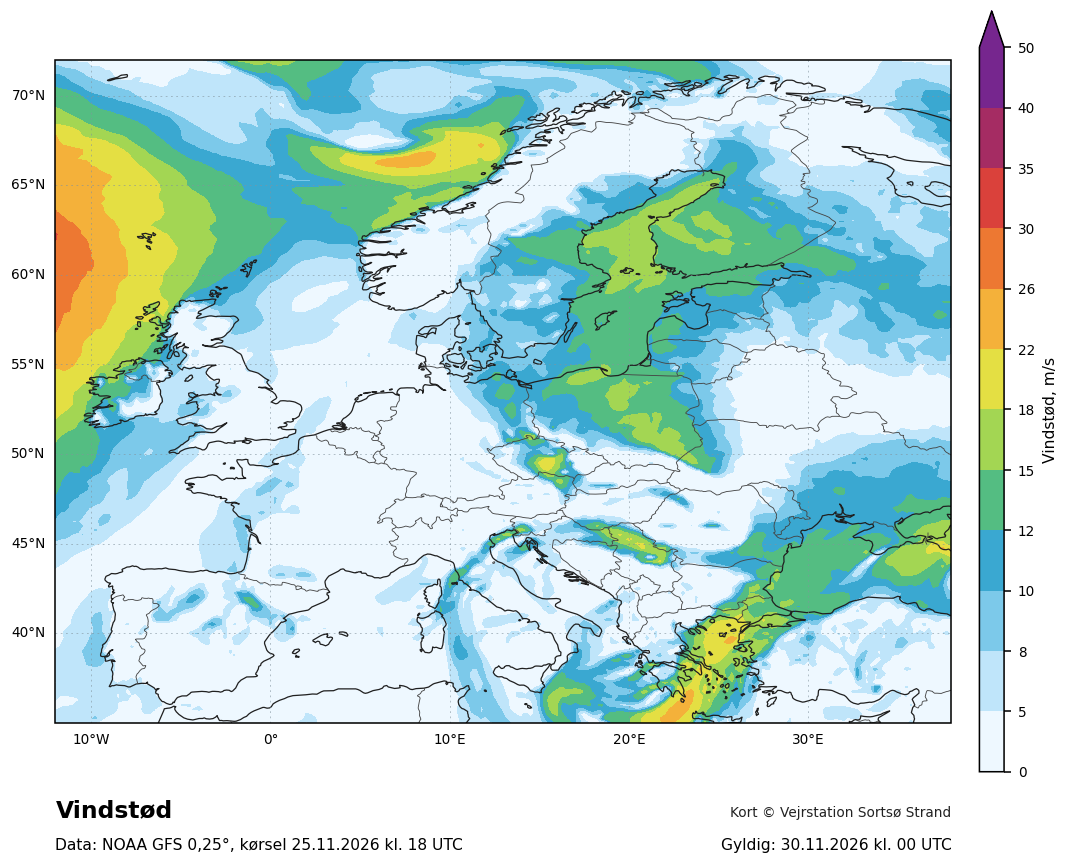 50
40
35
30
26
22
18
15
12
10
8
5
0
Vindstød, m/s
70°N
65°N
60°N
55°N
50°N
45°N
40°N
10°W
0°
10°E
20°E
30°E
Vindstød
Kort © Vejrstation Sortsø Strand
Data: NOAA GFS 0,25°, kørsel 25.11.2026 kl. 18 UTC
Gyldig: 30.11.2026 kl. 00 UTC